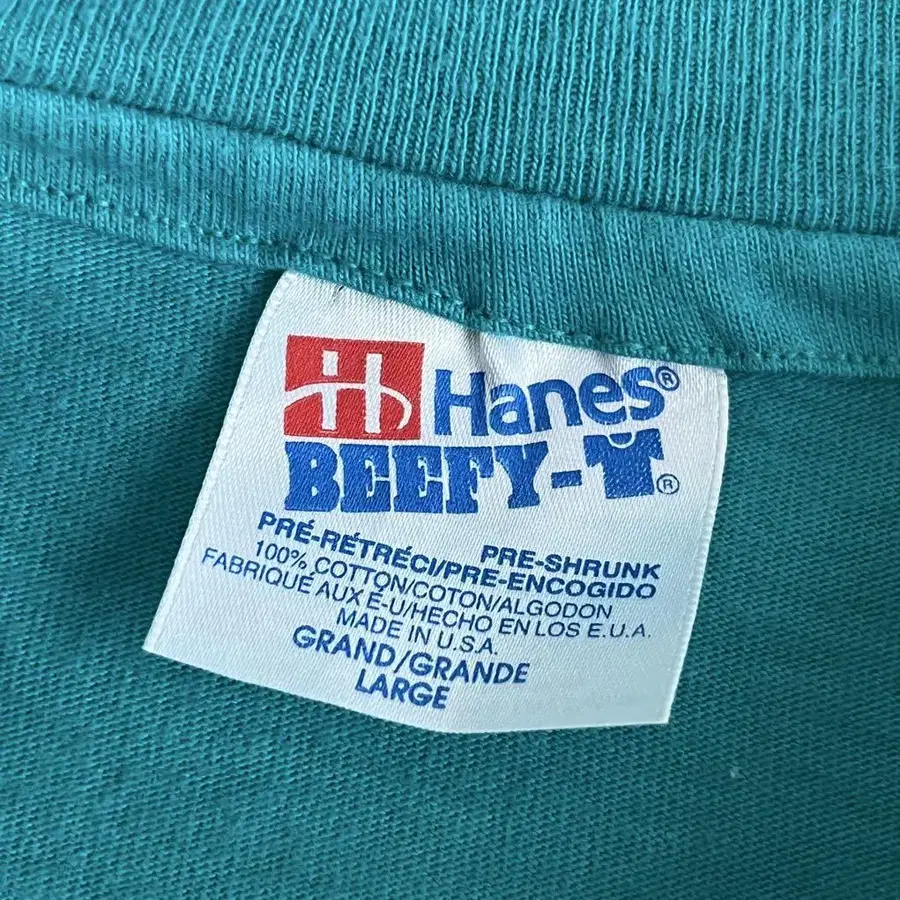 H Hanes®
BEEFY-T®
PRE-SHRUNK
PRÉ-RÉTRÉCI/PRE-ENCOGIDO
100% COTTON/COTON/ALGODON
FABRIQUÉ AUX É-U/HECHO EN LOS E.U.A.
MADE IN U.S.A.
GRAND/GRANDE
LARGE